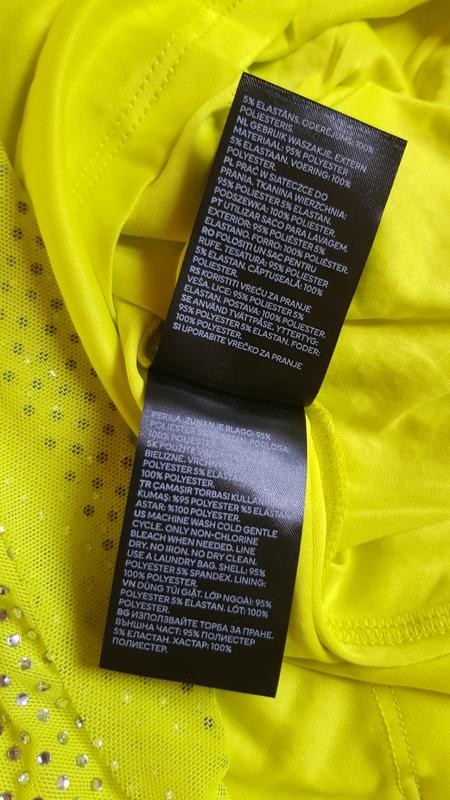 5% ELASTĀNS. ODERE: 100%
POLIESTERIS.
NL GEBRUIK WASZAKJE. EXTERN
MATERIAAL: 95% POLYESTER
5% ELASTAAN. VOERING: 100%
POLYESTER.
PL PRAĆ W SIATECZCE DO
PRANIA. TKANINA WIERZCHNIA:
95% POLIESTER 5% ELASTAN.
PODSZEWKA: 100% POLIESTER.
PT UTILIZAR SACO PARA LAVAGEM.
EXTERIOR: 95% POLIÉSTER 5%
ELASTANO. FORRO: 100% POLIÉSTER.
RO FOLOSIȚI UN SAC PENTRU
RUFE. ȚESĂTURA: 95% POLIESTER
5% ELASTAN. CĂPTUȘEALĂ: 100%
POLIESTER.
RS KORISTITI VREĆU ZA PRANJE
VEŠA. LICE: 95% POLIESTER 5%
ELASTAN. POSTAVA: 100% POLIESTER.
SE ANVÄND TVÄTTPÅSE. YTTERTYG:
95% POLYESTER 5% ELASTAN. FODER:
100% POLYESTER.
SI UPORABITE VREČKO ZA PRANJE
PERILA. ZUNANJE BLAGO: 95%
POLIESTER
100% POLIESTER
SK
BIELIZNE.
POLYESTER 5%
100% POLYESTER.
TR ÇAMAŞIR TORBASI
KUMAŞ: %95 POLYESTER %5 ELASTAN.
ASTAR: %100 POLYESTER.
US MACHINE WASH COLD GENTLE
CYCLE. ONLY NON-CHLORINE
BLEACH WHEN NEEDED. LINE
DRY. NO IRON. NO DRY CLEAN.
USE A LAUNDRY BAG. SHELL: 95%
POLYESTER 5% SPANDEX. LINING:
100% POLYESTER.
VN DÙNG TÚI GIẶT. LỚP NGOÀI: 95%
POLYESTER 5% ELASTAN. LÓT: 100%
POLYESTER.
BG ИЗПОЛЗВАЙТЕ ТОРБА ЗА ПРАНЕ.
ВЪНШНА ЧАСТ: 95% ПОЛИЕСТЕР
5% ЕЛАСТАН. ХАСТАР: 100%
ПОЛИЕСТЕР.